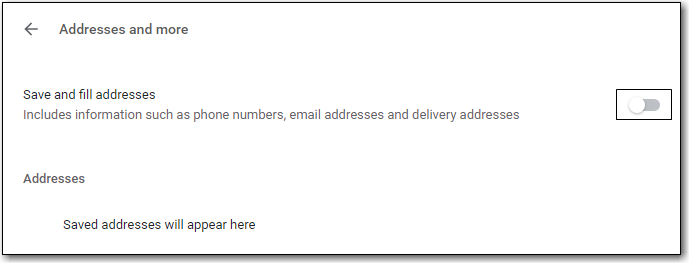 Addresses and more
Save and fill addresses
Includes information such as phone numbers, email addresses and delivery addresses
Addresses
Saved addresses will appear here